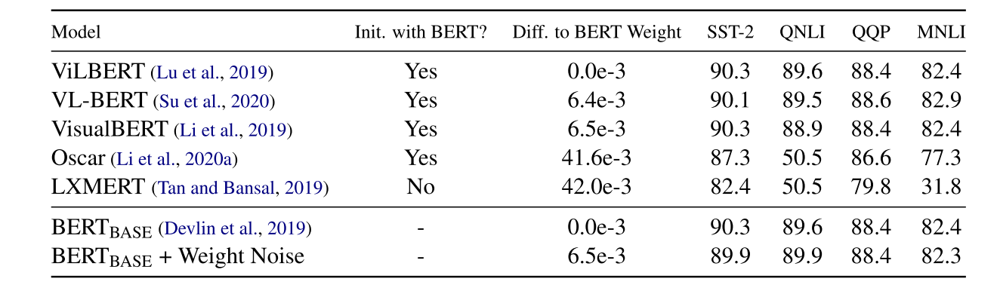 Model Init. with BERT? Diff. to BERT Weight SST-2 QNLI QQP MNLI
ViLBERT (Lu et al., 2019) Yes 0.0e-3 90.3 89.6 88.4 82.4
VL-BERT (Su et al., 2020) Yes 6.4e-3 90.1 89.5 88.6 82.9
VisualBERT (Li et al., 2019) Yes 6.5e-3 90.3 88.9 88.4 82.4
Oscar (Li et al., 2020a) Yes 41.6e-3 87.3 50.5 86.6 77.3
LXMERT (Tan and Bansal, 2019) No 42.0e-3 82.4 50.5 79.8 31.8
BERTBASE (Devlin et al., 2019) - 0.0e-3 90.3 89.6 88.4 82.4
BERTBASE + Weight Noise - 6.5e-3 89.9 89.9 88.4 82.3